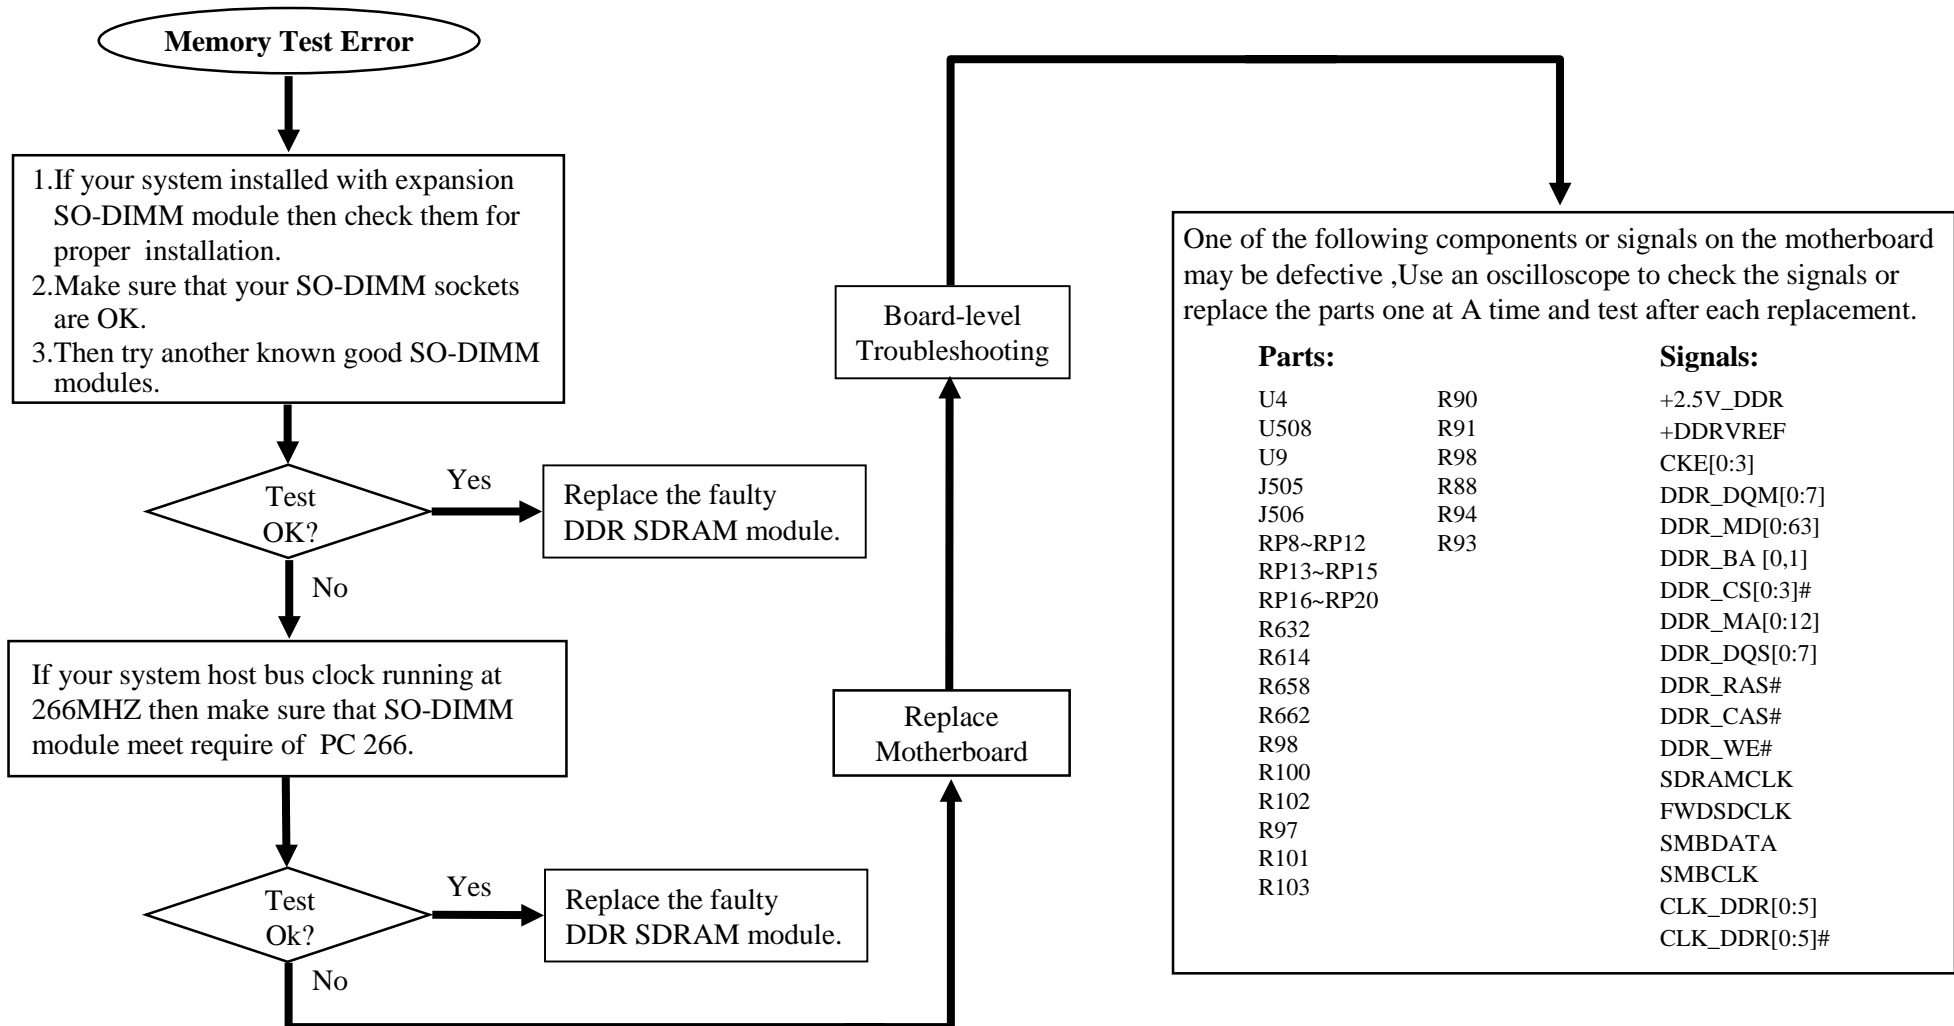 Memory Test Error
1.If your system installed with expansion
SO-DIMM module then check them for
proper installation.
2.Make sure that your SO-DIMM sockets
are OK.
3.Then try another known good SO-DIMM
modules.
Test
OK?
Yes
Replace the faulty
DDR SDRAM module.
No
If your system host bus clock running at
266MHZ then make sure that SO-DIMM
module meet require of PC 266.
Test
Ok?
Yes
Replace the faulty
DDR SDRAM module.
No
Replace
Motherboard
Board-level
Troubleshooting
One of the following components or signals on the motherboard
may be defective ,Use an oscilloscope to check the signals or
replace the parts one at A time and test after each replacement.
Parts:
U4
U508
U9
J505
J506
RP8~RP12
RP13~RP15
RP16~RP20
R632
R614
R658
R662
R98
R100
R102
R97
R101
R103
R90
R91
R98
R88
R94
R93
Signals:
+2.5V_DDR
+DDRVREF
CKE[0:3]
DDR_DQM[0:7]
DDR_MD[0:63]
DDR_BA [0,1]
DDR_CS[0:3]#
DDR_MA[0:12]
DDR_DQS[0:7]
DDR_RAS#
DDR_CAS#
DDR_WE#
SDRAMCLK
FWDSDCLK
SMBDATA
SMBCLK
CLK_DDR[0:5]
CLK_DDR[0:5]#